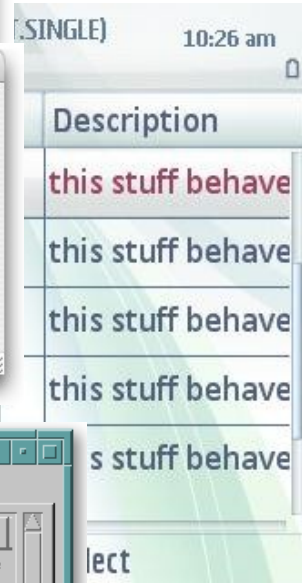 .SINGLE)
10:26 am
Description
this stuff behave
this stuff behave
this stuff behave
this stuff behave
s stuff behave
lect